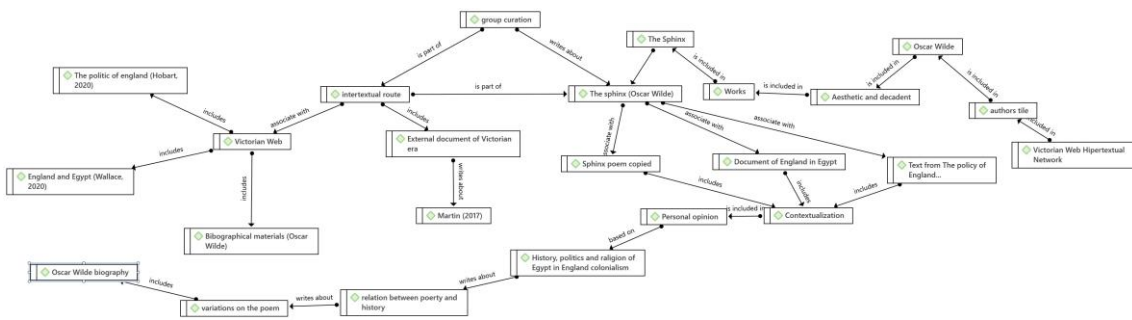 group curation
is part of
writes about
The Sphinx
is included in
Oscar Wilde
is included in
is included in
The politic of england (Hobart,
2020)
intertextual route
is part of
The sphinx (Oscar Wilde)
Works
is included in
Aesthetic and decadent
authors tile
included in
includes
associate with
includes
associate with
associate with
associate with
Victorian Web
External document of Victorian
era
Sphinx poem copied
Document of England in Egypt
Text from The policy of
England...
Victorian Web Hipertextual
Network
includes
includes
writes about
includes
includes
includes
England and Egypt (Wallace,
2020)
Martin (2017)
Personal opinion
is included in
Contextualization
Bibographical materials (Oscar
Wilde)
based on
History, politics and raligion of
Egypt in England colonialism
Oscar Wilde biography
includes
writes about
variations on the poem
writes about
relation between poerty and
history